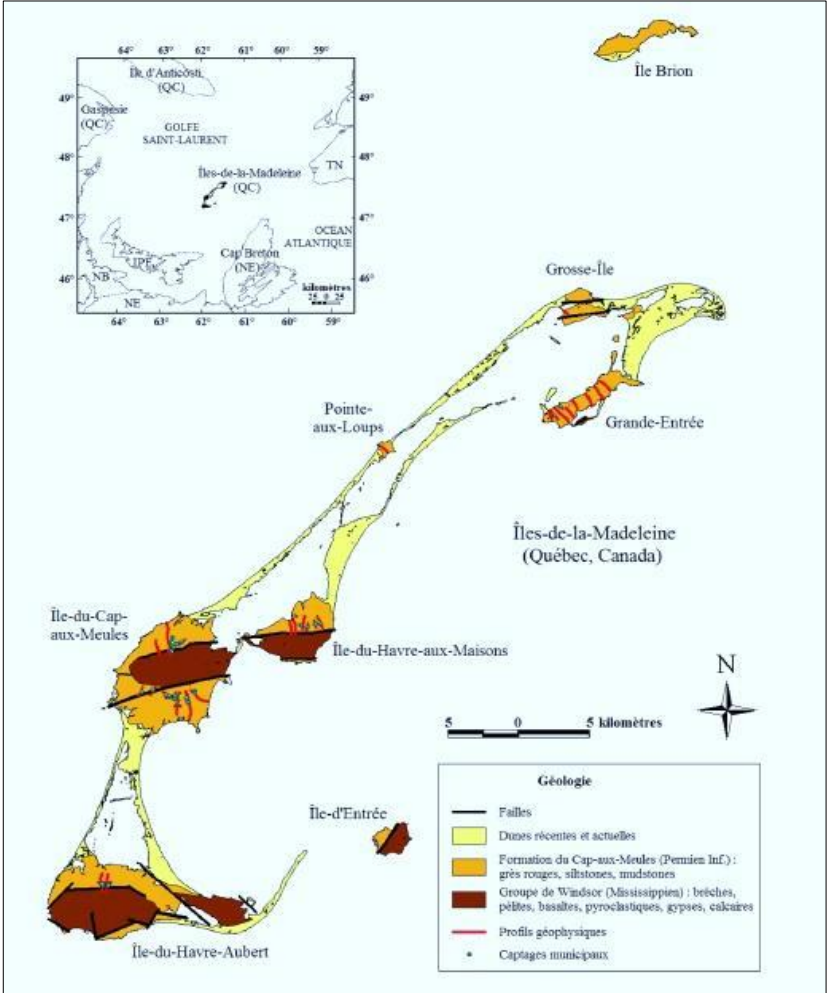 64° 63° 62° 61° 60° 59°
Île d'Anticosti
(QC)
49° 49°
Gaspésie
(QC)
GOLFE
SAINT-LAURENT
48° 48°
TN
Îles-de-la-Madeleine
(QC)
47° 47°
OCEAN
ATLANTIQUE
Cap Breton
(NE)
IPE
46° 46°
NB
NE
kilomètres
25 0 25
64° 63° 62° 61° 60° 59°
Île Brion
Grosse-Île
Pointe-
aux-Loups
Grande-Entrée
Îles-de-la-Madeleine
(Québec, Canada)
Île-du-Cap-
aux-Meules
Île-du-Havre-aux-Maisons
N
5 0 5 kilomètres
Île-d'Entrée
Île-du-Havre-Aubert
Géologie
Failles
Dunes récentes et actuelles
Formation du Cap-aux-Meules (Permien Inf.) :
grès rouges, siltstones, mudstones
Groupe de Windsor (Mississippien) : brèches,
pélites, basaltes, pyroclastiques, gypses, calcaires
Profils géophysiques
Captages municipaux